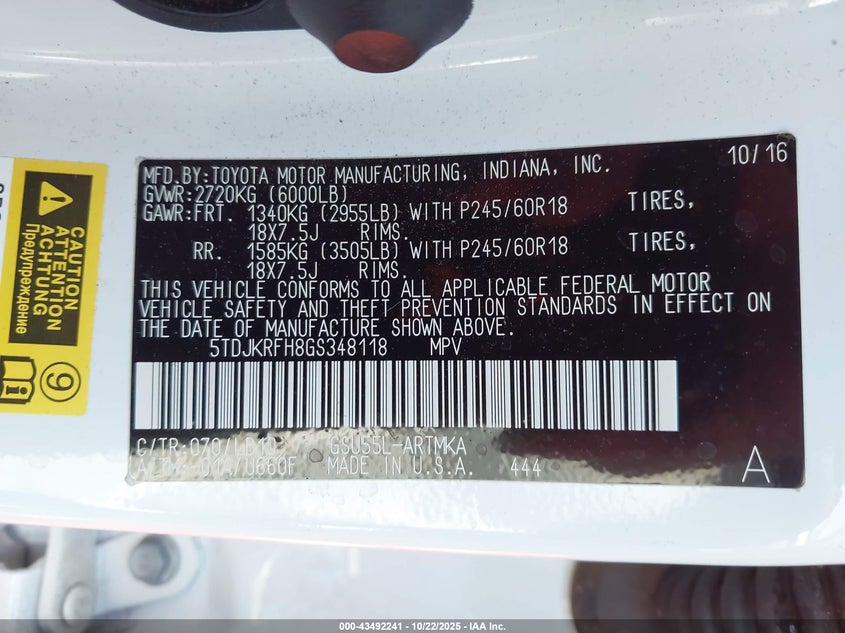 MFD.BY:TOYOTA MOTOR MANUFACTURING, INDIANA, INC. 10/16
GVWR:2720KG (6000LB)
GAWR:FRT. 1340KG (2955LB) WITH P245/60R18 TIRES,
18X7.5J RIMS.
RR. 1585KG (3505LB) WITH P245/60R18 TIRES,
18X7.5J RIMS.
THIS VEHICLE CONFORMS TO ALL APPLICABLE FEDERAL MOTOR
VEHICLE SAFETY AND THEFT PREVENTION STANDARDS IN EFFECT ON
THE DATE OF MANUFACTURE SHOWN ABOVE.
5TDJKRFH8GS348118 MPV
C/TR:070/ GSU55L-ARTMKA
MADE IN U.S.A. 444 A
CAUTION
ATTENTION
ACHTUNG
Предупреждение
9
000-43492241 - 10/22/2025 - IAA Inc.